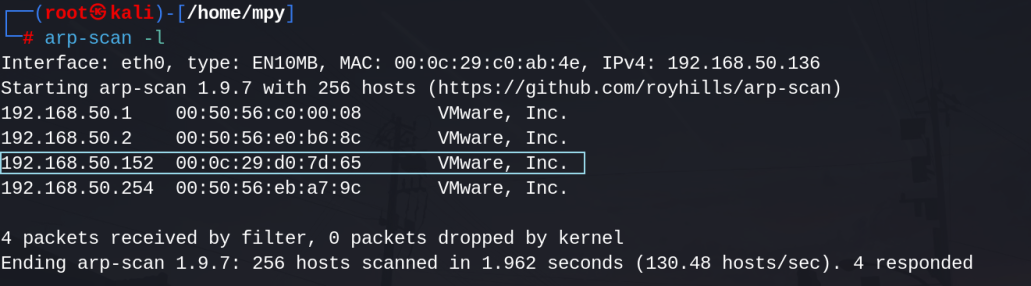 ┌──(root㉿kali)-[/home/mpy]
└─# arp-scan -l
Interface: eth0, type: EN10MB, MAC: 00:0c:29:c0:ab:4e, IPv4: 192.168.50.136
Starting arp-scan 1.9.7 with 256 hosts (https://github.com/royhills/arp-scan)
192.168.50.1    00:50:56:c0:00:08       VMware, Inc.
192.168.50.2    00:50:56:e0:b6:8c       VMware, Inc.
192.168.50.152  00:0c:29:d0:7d:65       VMware, Inc.
192.168.50.254  00:50:56:eb:a7:9c       VMware, Inc.
4 packets received by filter, 0 packets dropped by kernel
Ending arp-scan 1.9.7: 256 hosts scanned in 1.962 seconds (130.48 hosts/sec). 4 responded